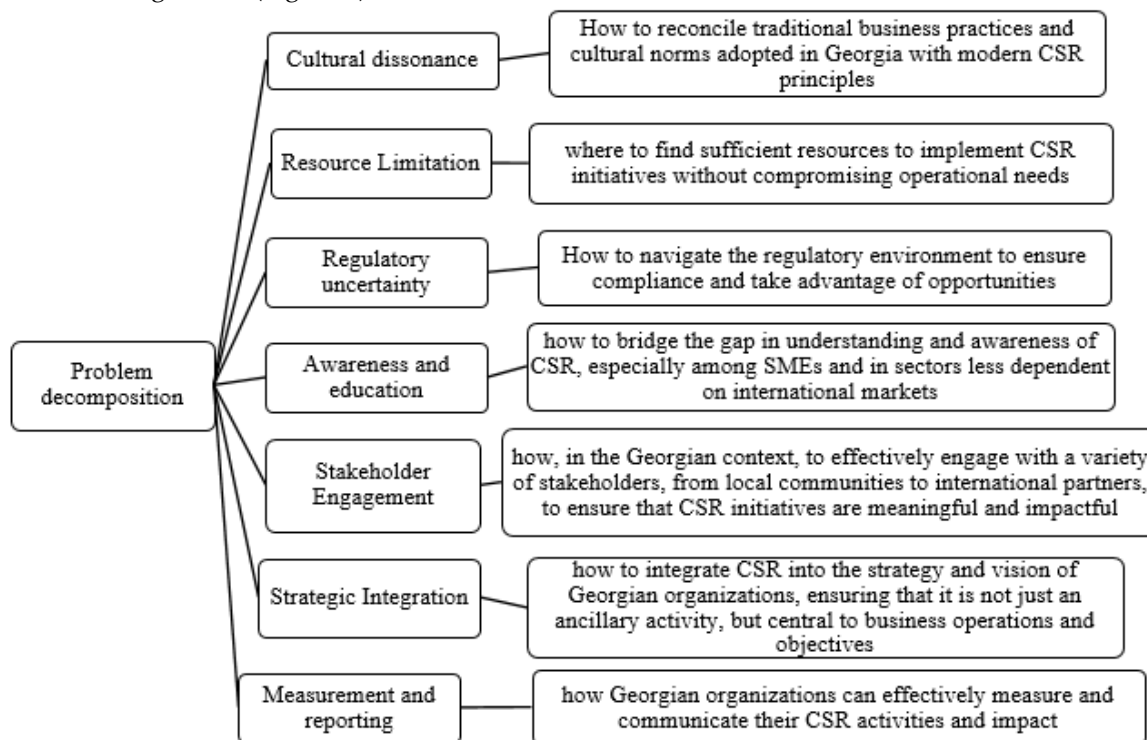 Cultural dissonance
How to reconcile traditional business practices and
cultural norms adopted in Georgia with modern CSR
principles
Resource Limitation
where to find sufficient resources to implement CSR
initiatives without compromising operational needs
Regulatory
uncertainty
How to navigate the regulatory environment to ensure
compliance and take advantage of opportunities
Problem
decomposition
Awareness and
education
how to bridge the gap in understanding and awareness of
CSR, especially among SMEs and in sectors less dependent
on international markets
Stakeholder
Engagement
how, in the Georgian context, to effectively engage with a variety
of stakeholders, from local communities to international partners,
to ensure that CSR initiatives are meaningful and impactful
Strategic Integration
how to integrate CSR into the strategy and vision of
Georgian organizations, ensuring that it is not just an
ancillary activity, but central to business operations and
objectives
Measurement and
reporting
how Georgian organizations can effectively measure and
communicate their CSR activities and impact